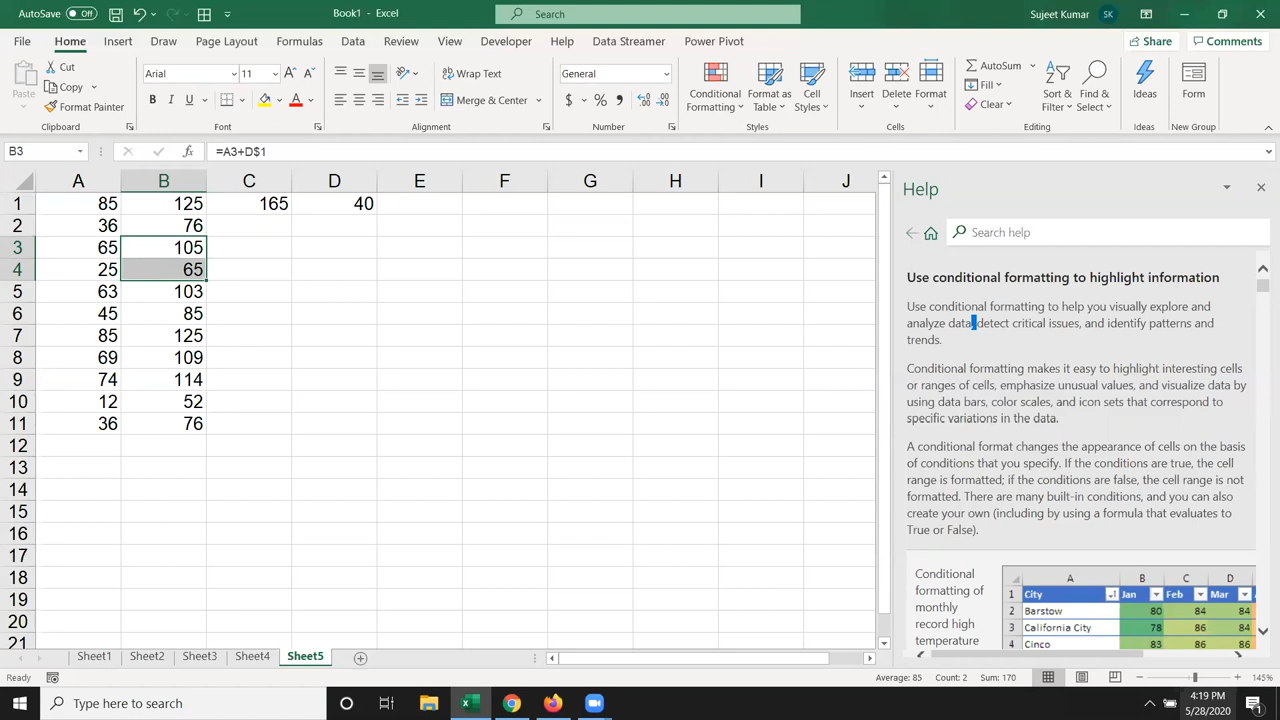 AutoSave Off Book1 - Excel Search Sujeet Kumar SK
File Home Insert Draw Page Layout Formulas Data Review View Developer Help Data Streamer Power Pivot Share Comments
Paste Cut Copy Format Painter Clipboard
Arial 11 A A B I U A Font
Wrap Text Merge & Center Alignment
General $ % , Number
Conditional Formatting Format as Table Cell Styles Styles
Insert Delete Format Cells
AutoSum Fill Clear Sort & Filter Find & Select Editing
Ideas Ideas
Form New Group
B3 fx =A3+D$1
A B C D E F G H I J
1 85 125 165 40
2 36 76
3 65 105
4 25 65
5 63 103
6 45 85
7 85 125
8 69 109
9 74 114
10 12 52
11 36 76
12
13
14
15
16
17
18
19
20
21
Help
Search help
Use conditional formatting to highlight information
Use conditional formatting to help you visually explore and
analyze data, detect critical issues, and identify patterns and
trends.
Conditional formatting makes it easy to highlight interesting cells
or ranges of cells, emphasize unusual values, and visualize data by
using data bars, color scales, and icon sets that correspond to
specific variations in the data.
A conditional format changes the appearance of cells on the basis
of conditions that you specify. If the conditions are true, the cell
range is formatted; if the conditions are false, the cell range is not
formatted. There are many built-in conditions, and you can also
create your own (including by using a formula that evaluates to
True or False).
Conditional
formatting of
monthly
record high
temperature
A B C D
1 City Jan Feb Mar
2 Barstow 80 84 84
3 California City 78 86 84
4 Cinco 83 86 86
Sheet1 Sheet2 Sheet3 Sheet4 Sheet5
Ready Average: 85 Count: 2 Sum: 170 145%
Type here to search 4:19 PM
5/28/2020 1